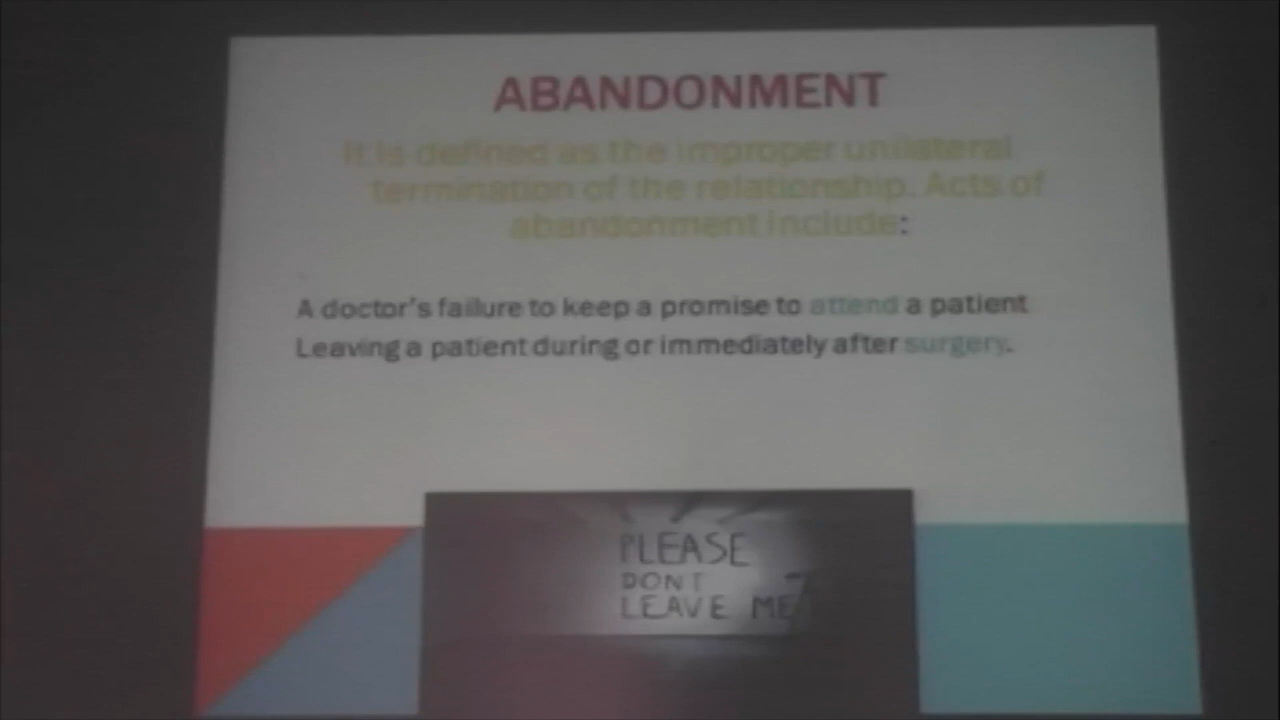 ABANDONMENT
It is defined as the improper unilateral
termination of the relationship. Acts of
abandonment include:
A doctor's failure to keep a promise to attend a patient
Leaving a patient during or immediately after surgery.
PLEASE
DONT
LEAVE ME